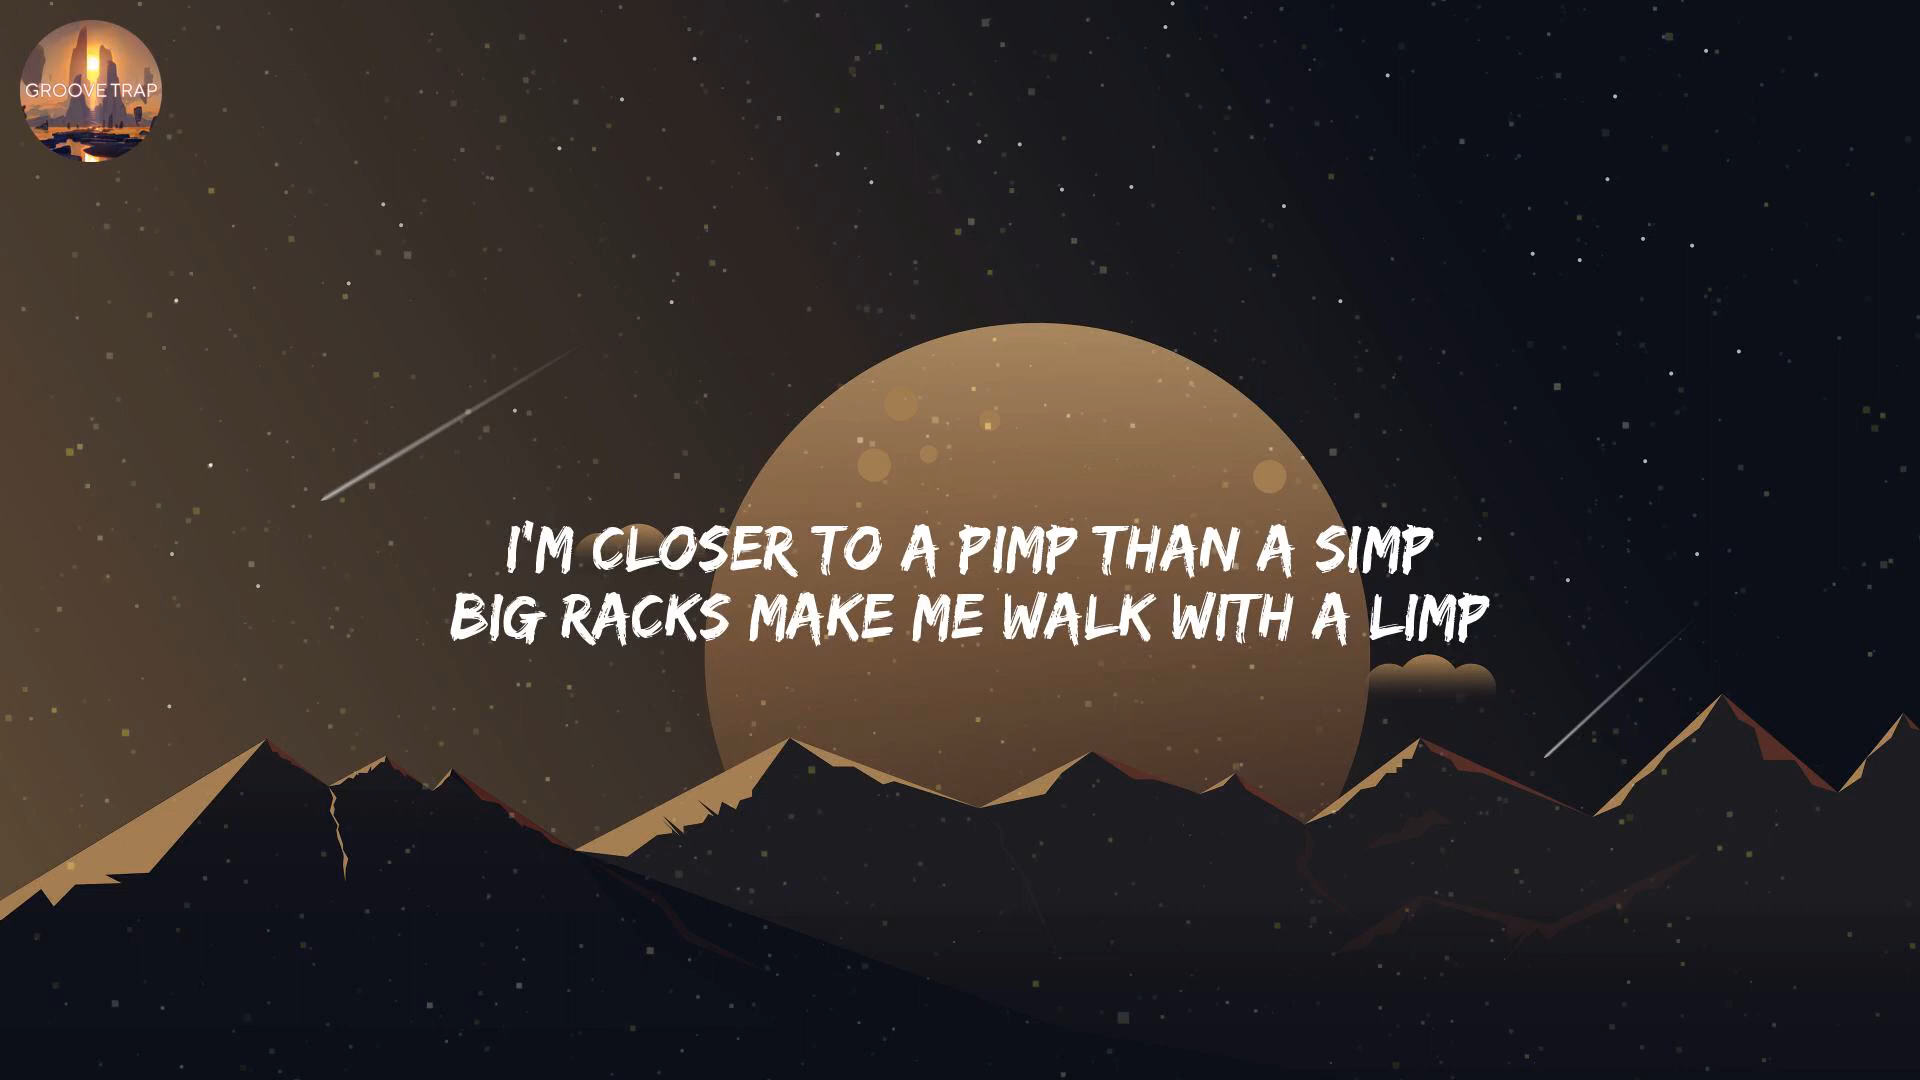 GROOVE TRAP
I'M CLOSER TO A PIMP THAN A SIMP
BIG RACKS MAKE ME WALK WITH A LIMP